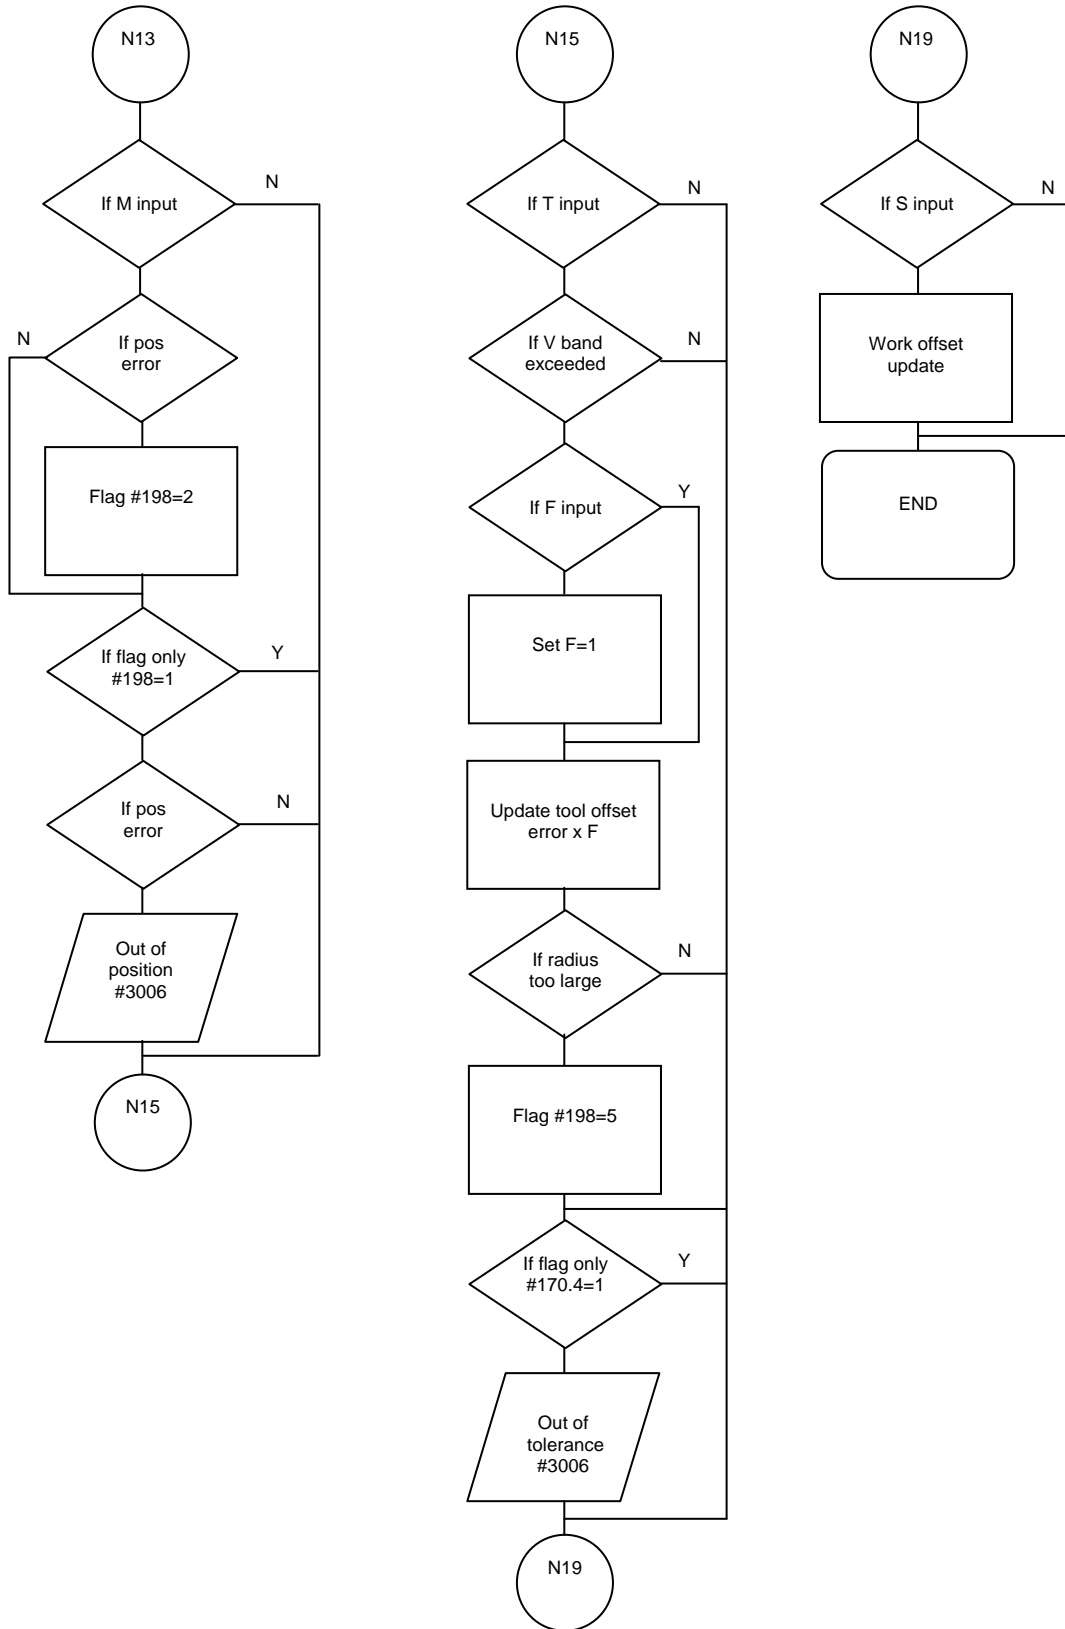 N13
If M input
N
If pos
error
N
Flag #198=2
If flag only
#198=1
Y
If pos
error
N
Out of
position
#3006
N15
N15
If T input
N
If V band
exceeded
N
If F input
Y
Set F=1
Update tool offset
error x F
If radius
too large
N
Flag #198=5
If flag only
#170.4=1
Y
Out of
tolerance
#3006
N19
N19
If S input
N
Work offset
update
END